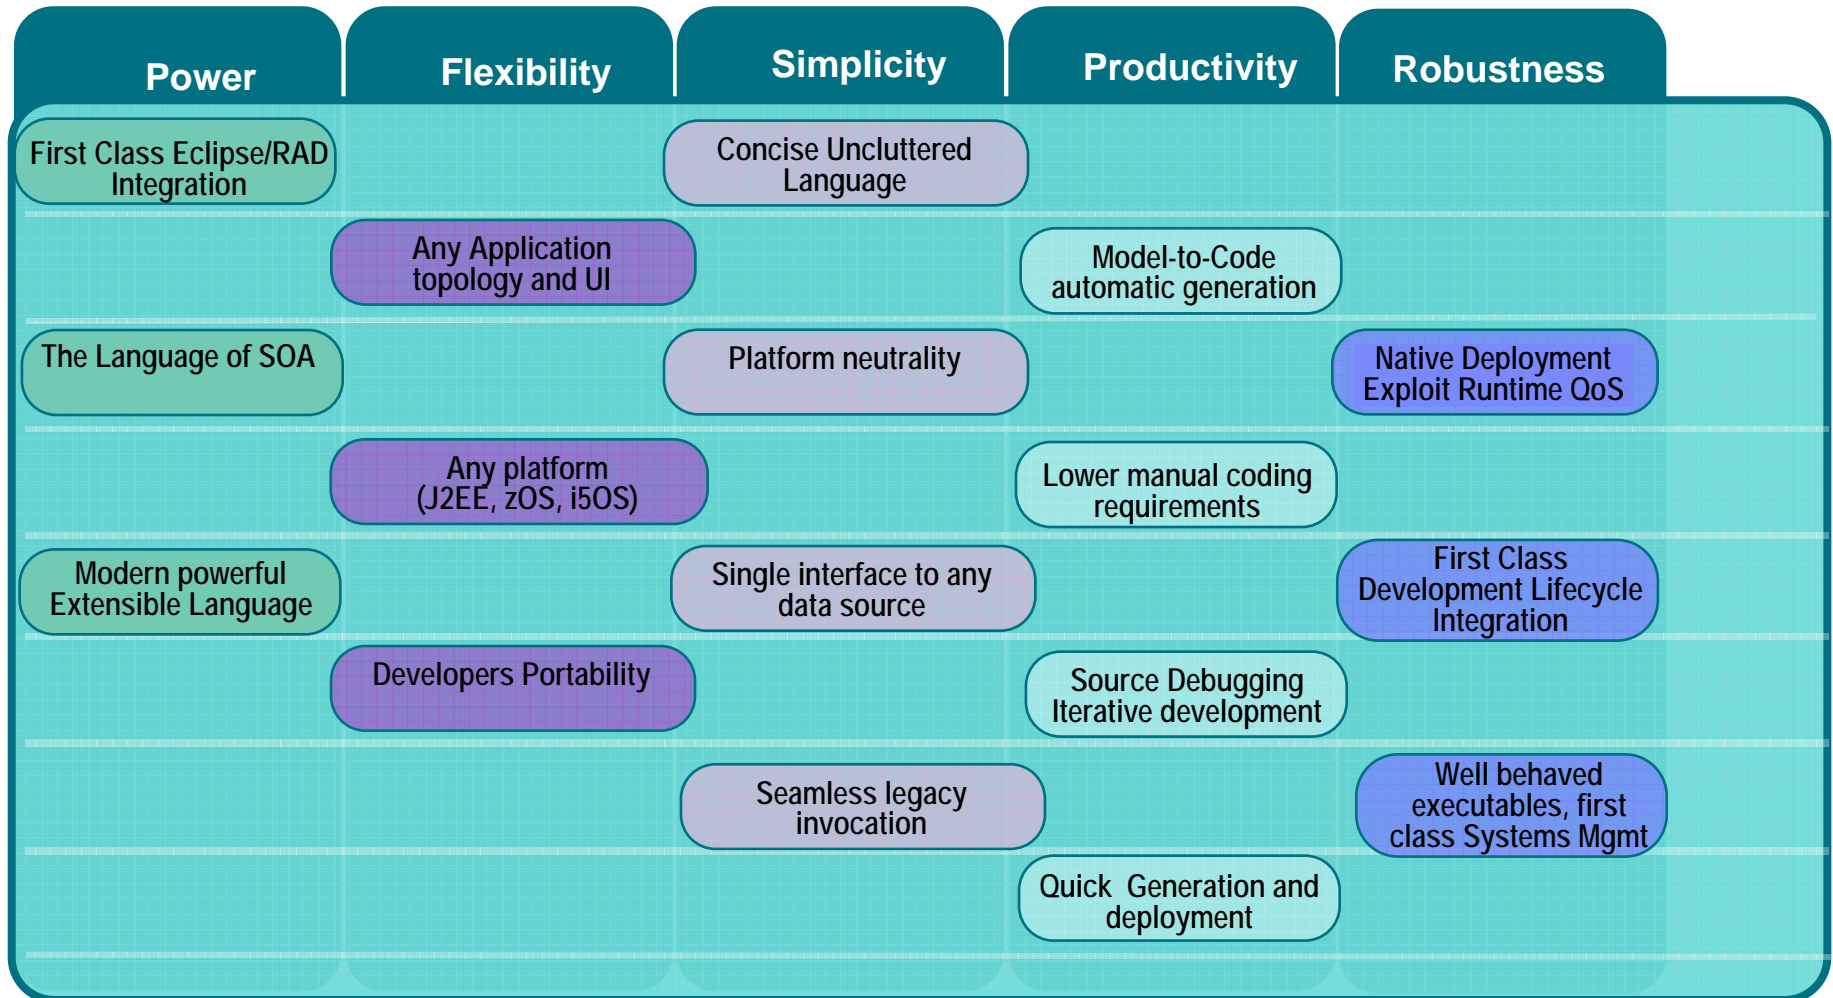 Power
Flexibility
Simplicity
Productivity
Robustness
First Class Eclipse/RAD
Integration
Concise Uncluttered
Language
Any Application
topology and UI
Model-to-Code
automatic generation
The Language of SOA
Platform neutrality
Native Deployment
Exploit Runtime QoS
Any platform
(J2EE, zOS, i5OS)
Lower manual coding
requirements
Modern powerful
Extensible Language
Single interface to any
data source
First Class
Development Lifecycle
Integration
Developers Portability
Source Debugging
Iterative development
Seamless legacy
invocation
Well behaved
executables, first
class Systems Mgmt
Quick  Generation and
deployment